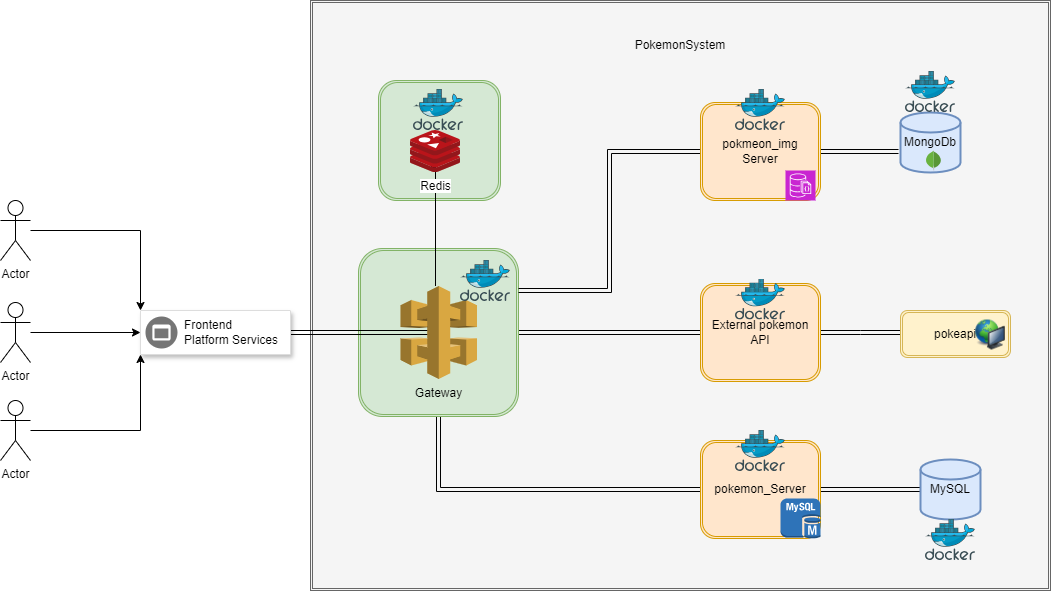 PokemonSystem
docker
Redis
docker
pokmeon_img
Server
docker
MongoDb
Actor
Actor
Actor
Frontend
Platform Services
docker
Gateway
docker
External pokemon
API
pokeapi
docker
pokemon_Server
MySQL
M
MySQL
docker